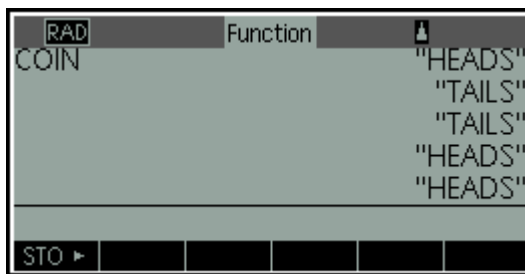 RAD Function
COIN "HEADS"
"TAILS"
"TAILS"
"HEADS"
"HEADS"
STO ►